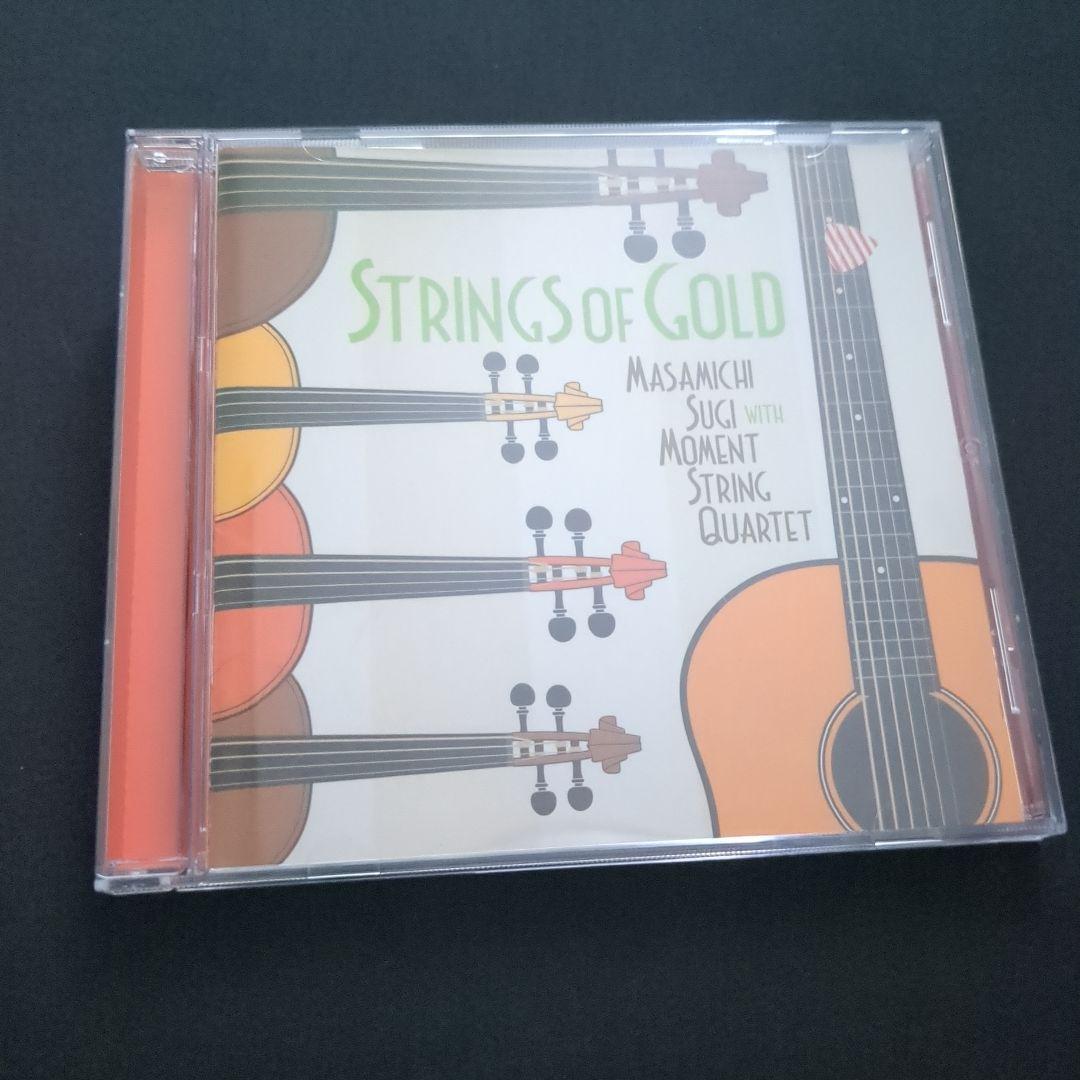 STRINGS OF GOLD
MASAMICHI
SUGI WITH
MOMENT
STRING
QUARTET